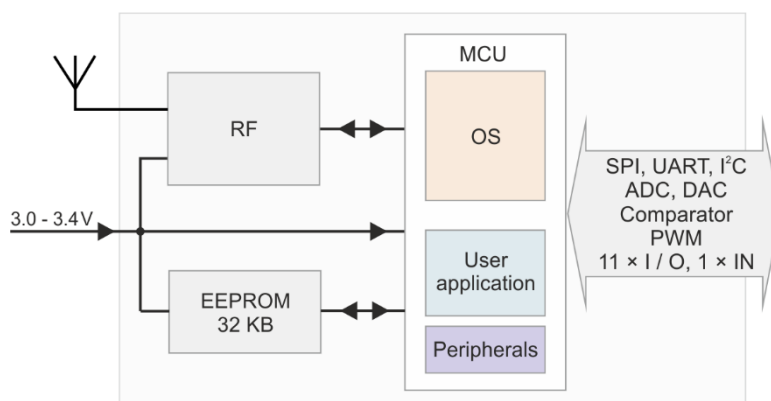 MCU
RF
OS
3.0 - 3.4 V
EEPROM
32 KB
User
application
Peripherals
SPI, UART, I²C
ADC, DAC
Comparator
PWM
11 × I / O, 1 × IN